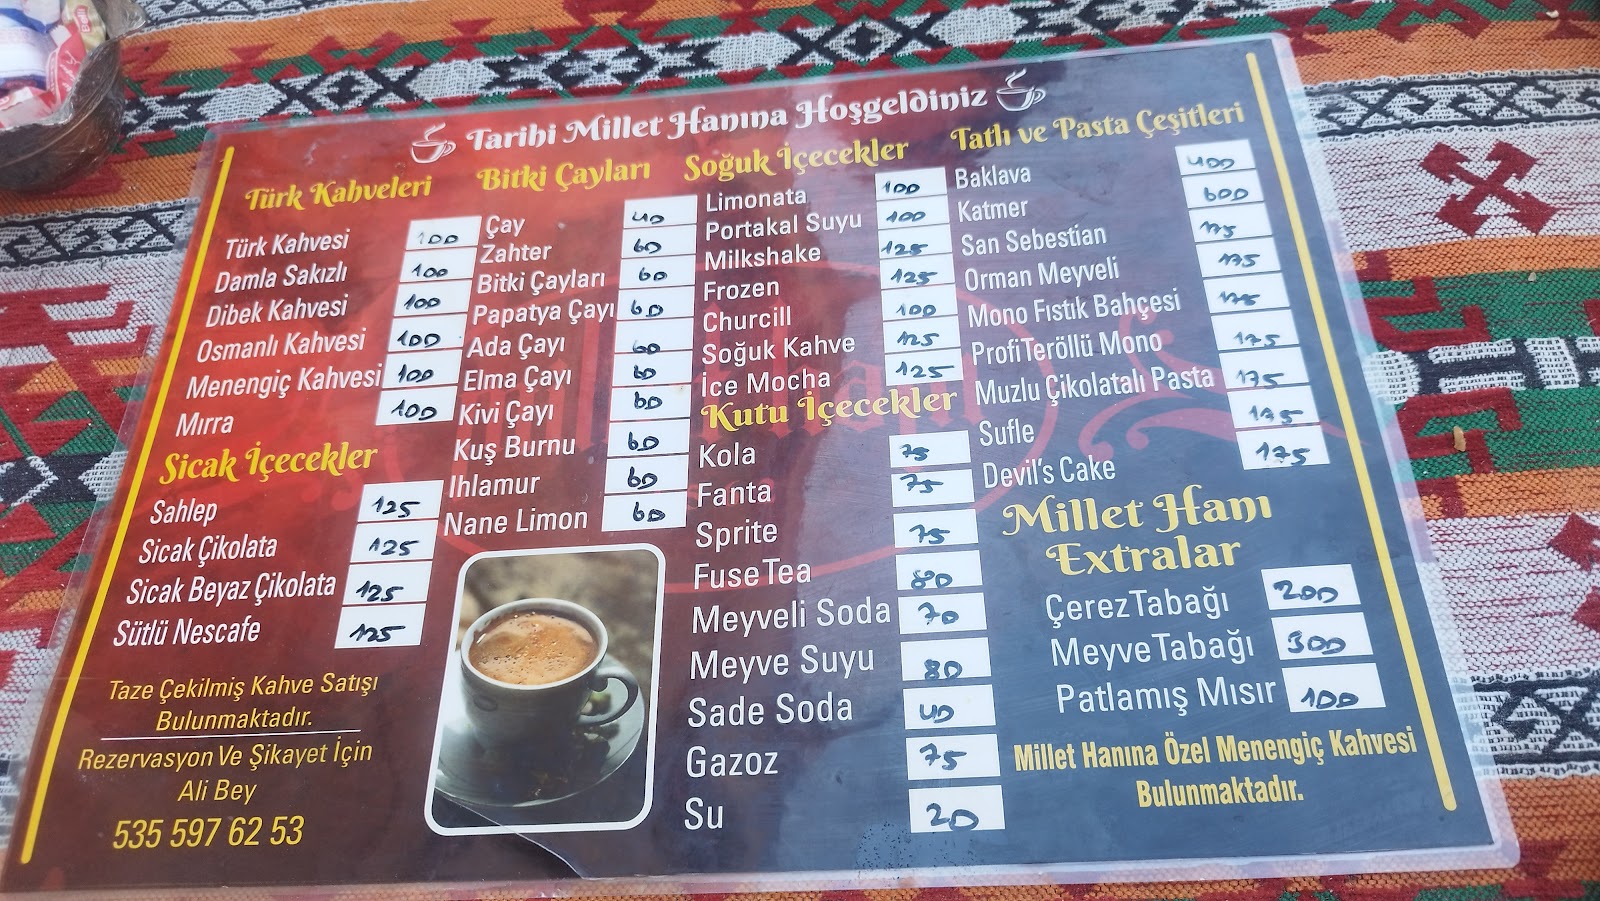 Tarihi Millet Hanına Hoşgeldiniz
Türk Kahveleri
Türk Kahvesi 100
Damla Sakızlı 100
Dibek Kahvesi 100
Osmanlı Kahvesi 100
Menengiç Kahvesi 100
Mırra 100
Sicak İçecekler
Sahlep 125
Sicak Çikolata 125
Sicak Beyaz Çikolata 125
Sütlü Nescafe 125
Taze Çekilmiş Kahve Satışı
Bulunmaktadır.
Rezervasyon Ve Şikayet İçin
Ali Bey
535 597 62 53
Bitki Çayları
Çay 40
Zahter 60
Bitki Çayları 60
Papatya Çayı 60
Ada Çayı 60
Elma Çayı 60
Kivi Çayı 60
Kuş Burnu 60
Ihlamur 60
Nane Limon 60
Soğuk İçecekler
Limonata 100
Portakal Suyu 100
Milkshake 125
Frozen 125
Churcill 100
Soğuk Kahve 125
İce Mocha 125
Kutu İçecekler
Kola 75
Fanta 75
Sprite 75
FuseTea 80
Meyveli Soda 70
Meyve Suyu 80
Sade Soda 40
Gazoz 75
Su 20
Tatlı ve Pasta Çeşitleri
Baklava 400
Katmer 600
San Sebestian 175
Orman Meyveli 175
Mono Fıstık Bahçesi 175
ProfiTeröllü Mono 175
Muzlu Çikolatalı Pasta 175
Sufle 175
Devil's Cake 175
Millet Hanı
Extralar
ÇerezTabağı 200
MeyveTabağı 300
Patlamış Mısır 100
Millet Hanına Özel Menengiç Kahvesi
Bulunmaktadır.